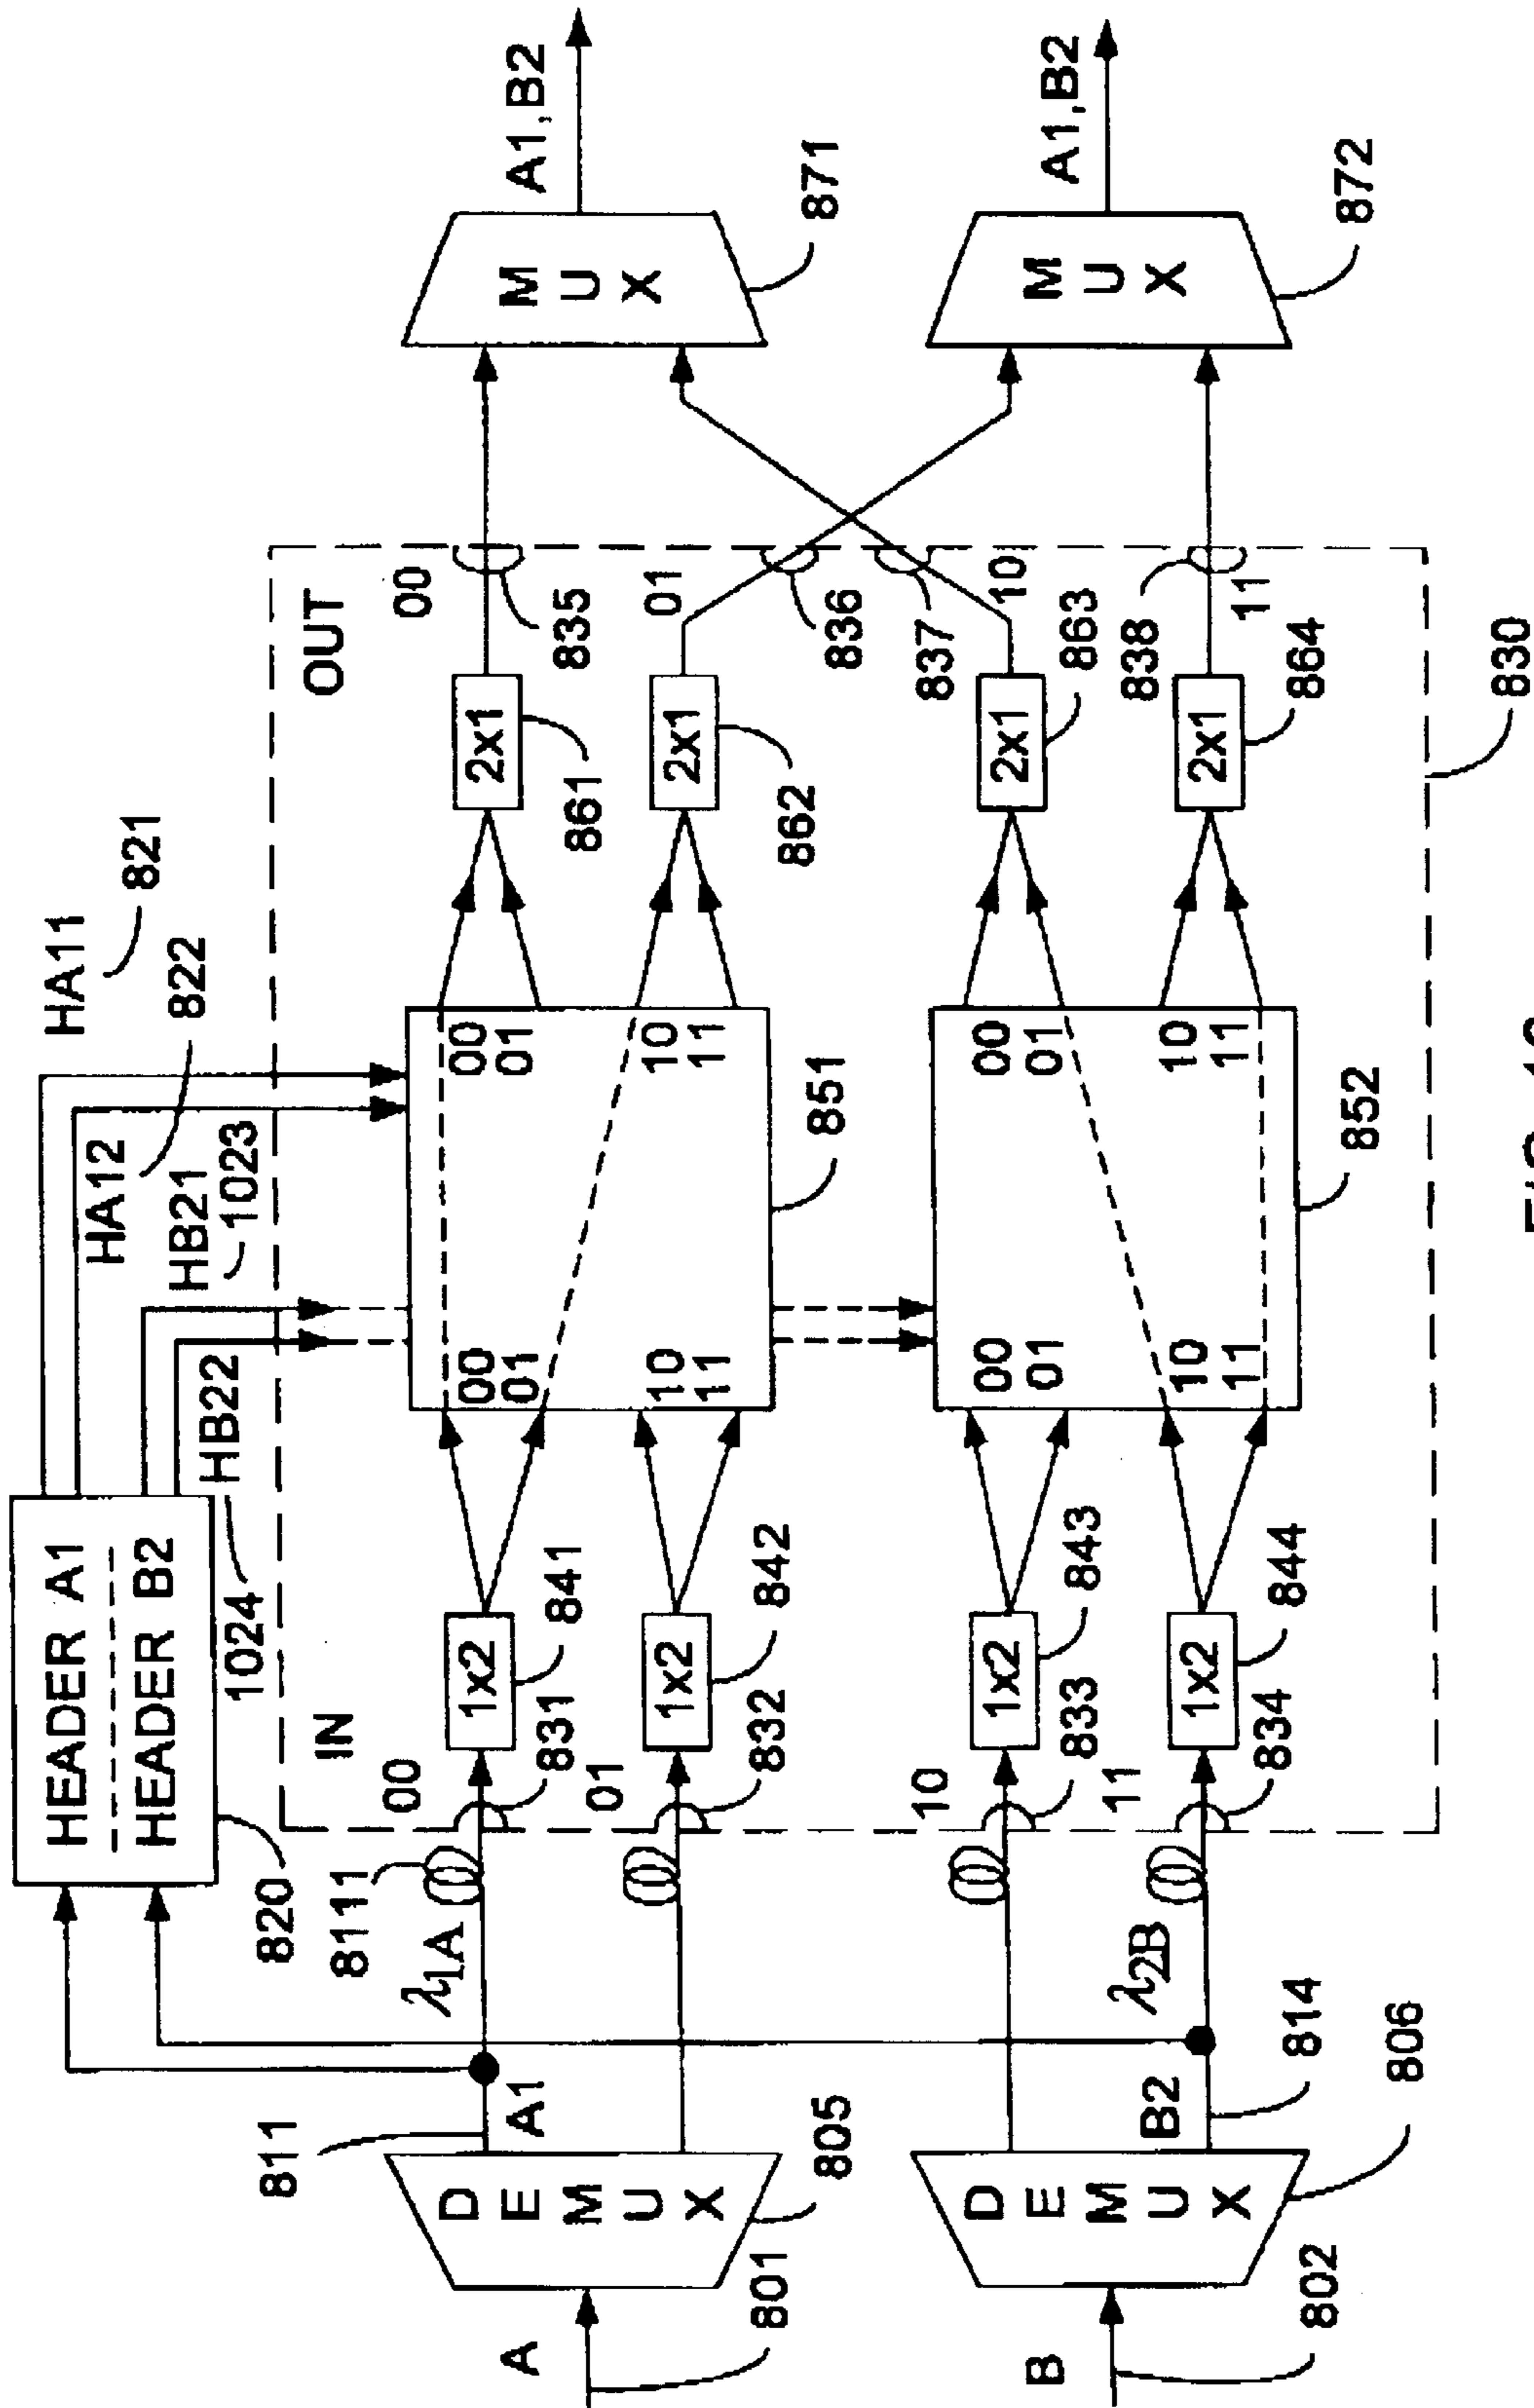 HEADER A1
HEADER B2
820
HA11
821
HA12
822
HB21
1023
HB22
1024
A
801
D
E
M
U
X
805
811
A1
λ1A
8111
B
802
D
E
M
U
X
806
B2
814
λ2B
IN
00
831
1x2
841
01
832
1x2
842
10
833
1x2
843
11
834
1x2
844
00
01
10
11
00
01
10
11
851
00
01
10
11
00
01
10
11
852
OUT
2x1
861
00
835
2x1
862
01
836
837
2x1
863
10
838
2x1
864
11
830
M
U
X
871
A1,B2
M
U
X
872
A1,B2